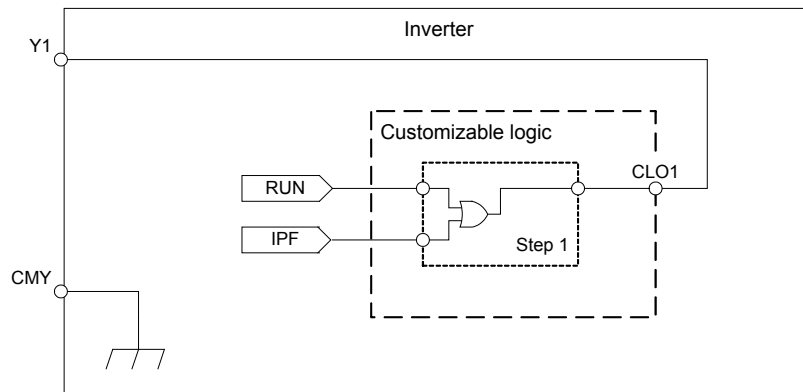 Inverter
Y1
Customizable logic
CLO1
RUN
IPF
Step 1
CMY